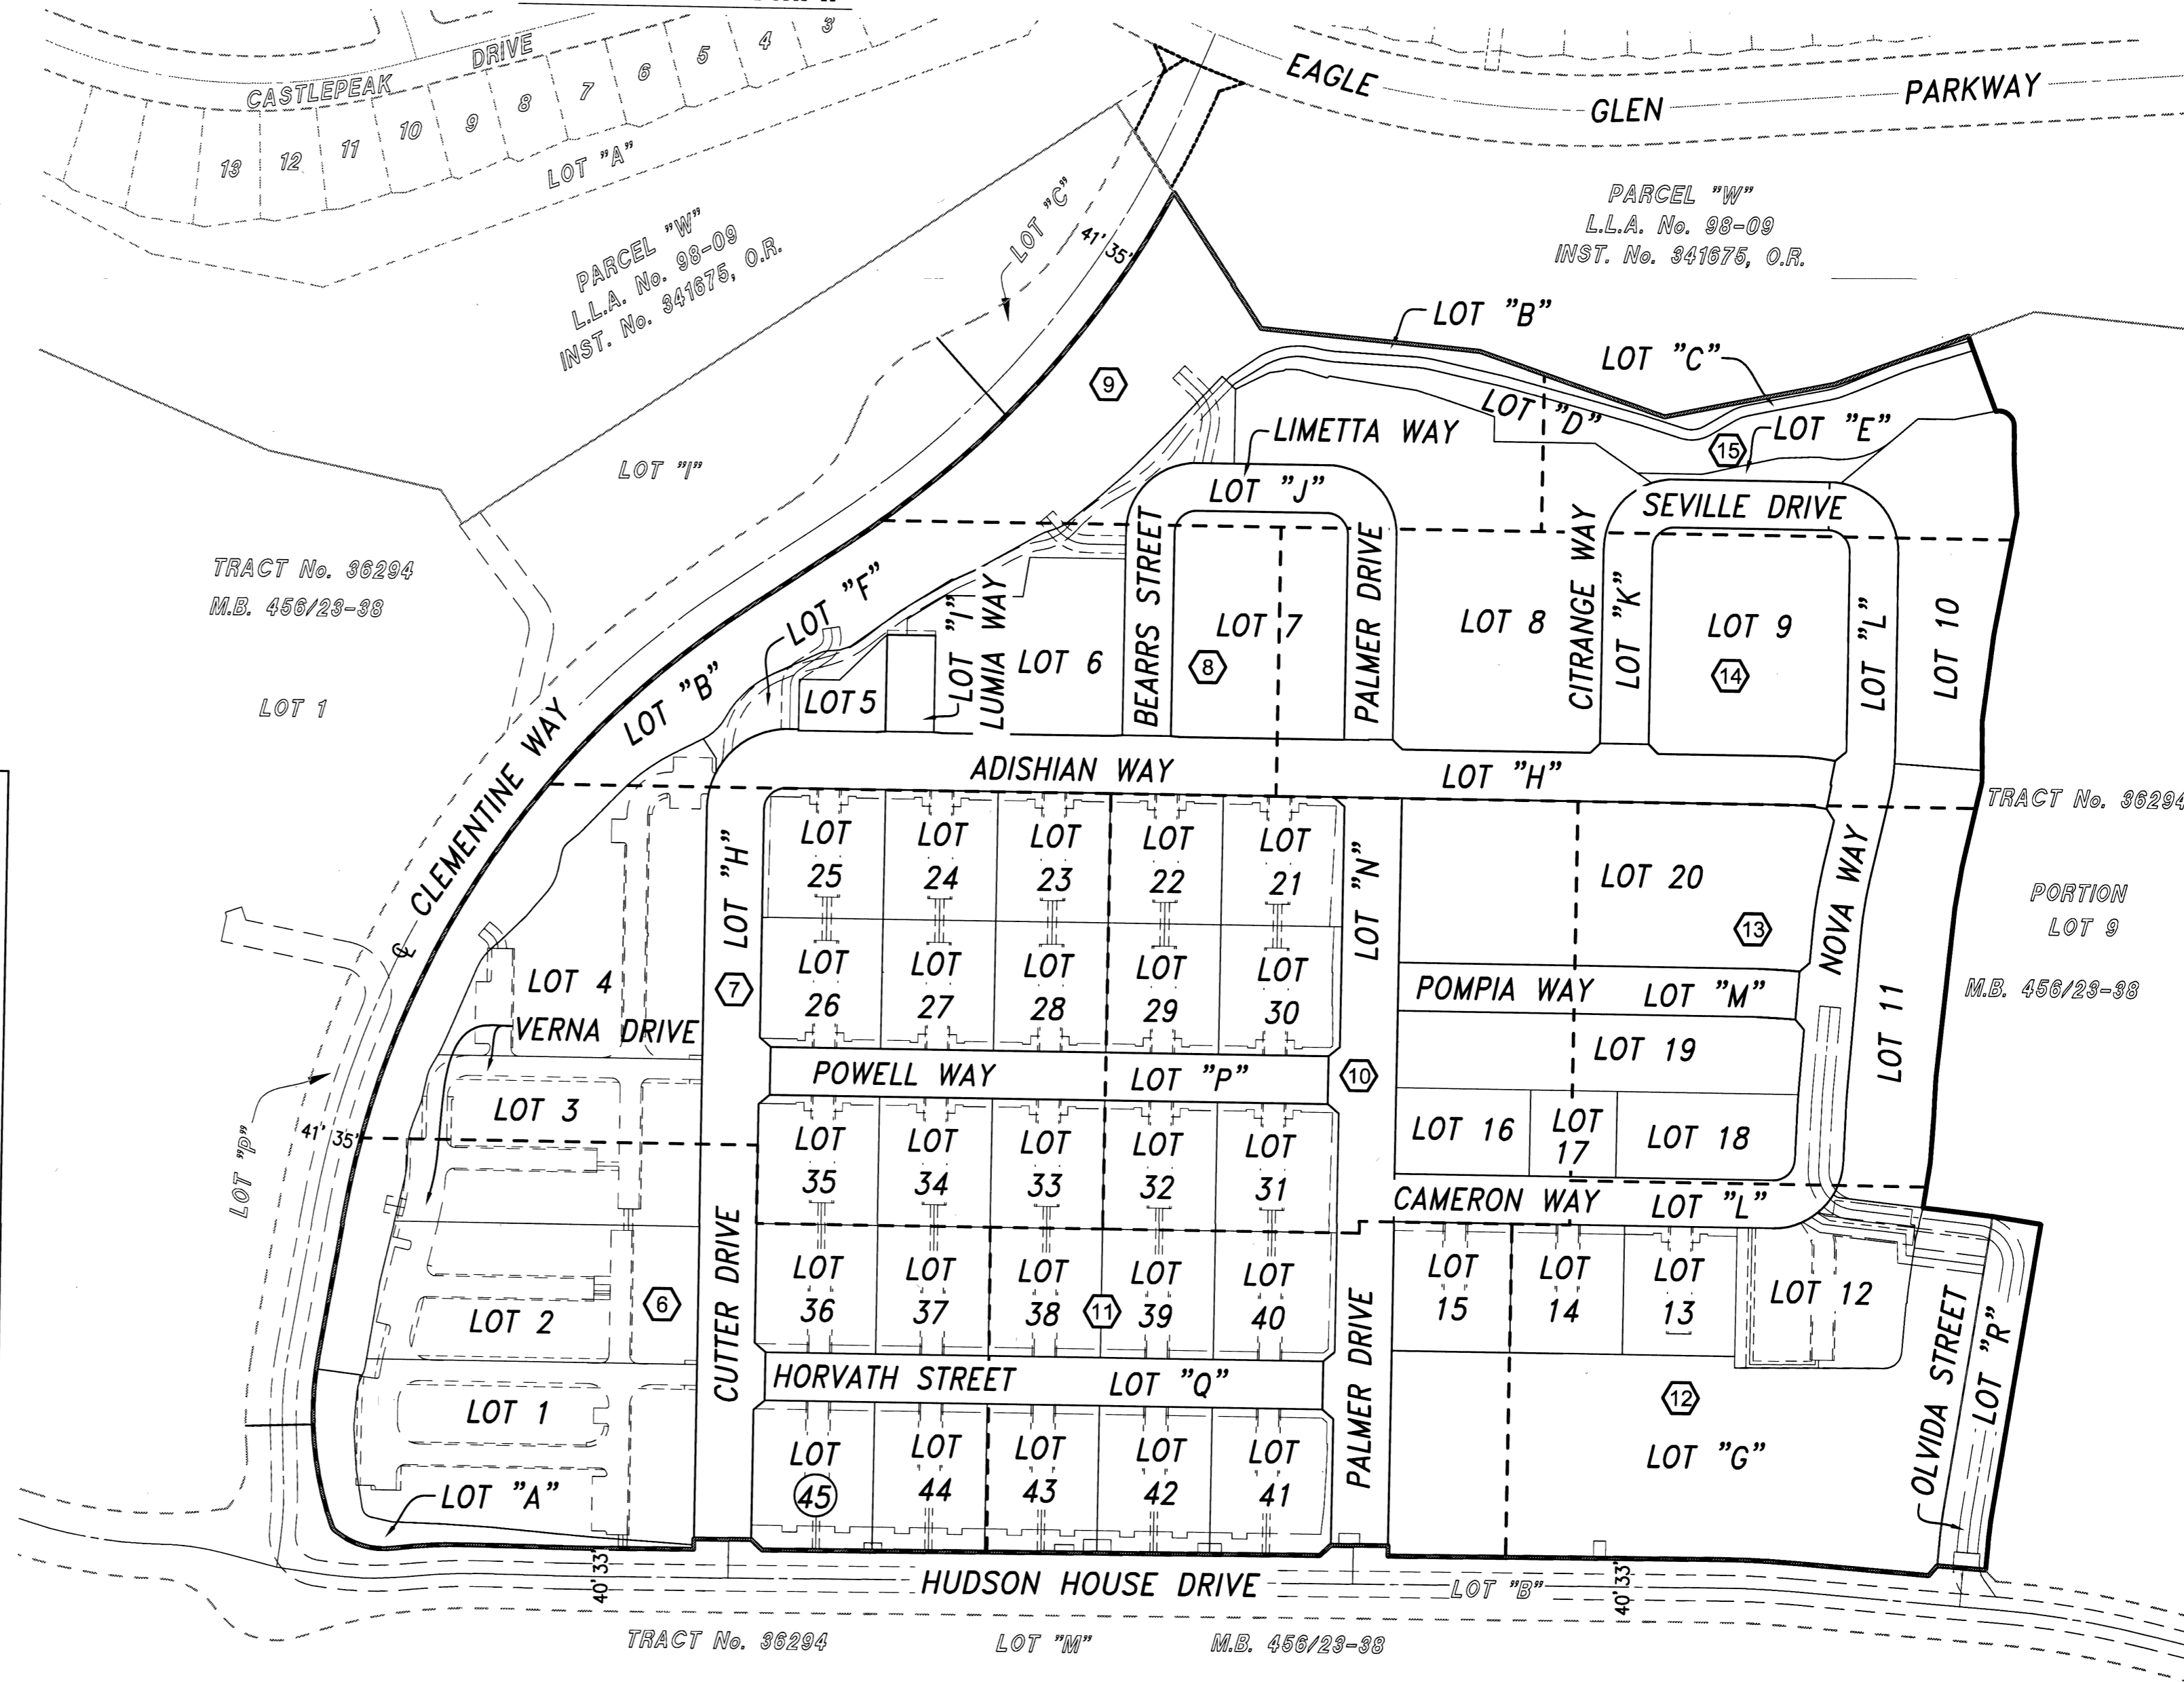 3
4
5
6
7
8
9
10
11
12
13
CASTLEPEAK DRIVE
LOT "A"
EAGLE GLEN PARKWAY
PARCEL "W"
L.L.A. No. 98-09
INST. No. 341675, O.R.
LOT "C"
41' 35'
PARCEL "W"
L.L.A. No. 98-09
INST. No. 341675, O.R.
LOT "B"
LOT "C"
9
LOT "D"
LOT "E"
15
LIMETTA WAY
LOT "I"
LOT "J"
SEVILLE DRIVE
TRACT No. 36294
M.B. 456/23-38
LOT 1
LOT "F"
LOT "I"
LUMIA WAY
LOT 5
LOT 6
BEARRS STREET
LOT 7
8
PALMER DRIVE
LOT 8
CITRANGE WAY
LOT "K"
LOT 9
14
LOT "L"
LOT 10
LOT "B"
CLEMENTINE WAY
ADISHIAN WAY
LOT "H"
TRACT No. 36294
PORTION
LOT 9
M.B. 456/23-38
LOT "H"
LOT
25
LOT
24
LOT
23
LOT
22
LOT
21
LOT "N"
LOT 20
13
NOVA WAY
LOT 4
7
LOT
26
LOT
27
LOT
28
LOT
29
LOT
30
POMPIA WAY
LOT "M"
LOT 11
VERNA DRIVE
POWELL WAY
LOT "P"
10
LOT 19
LOT 3
41' 35'
LOT "P"
LOT
35
LOT
34
LOT
33
LOT
32
LOT
31
LOT 16
LOT
17
LOT 18
CAMERON WAY
LOT "L"
CUTTER DRIVE
6
LOT 2
LOT
36
LOT
37
LOT
38
11
LOT
39
LOT
40
PALMER DRIVE
LOT
15
LOT
14
LOT
13
LOT 12
OLVIDA STREET
LOT "R"
HORVATH STREET
LOT "Q"
12
LOT "G"
LOT 1
LOT "A"
LOT
45
LOT
44
LOT
43
LOT
42
LOT
41
40' 33'
HUDSON HOUSE DRIVE
LOT "B"
40' 33'
TRACT No. 36294
LOT "M"
M.B. 456/23-38